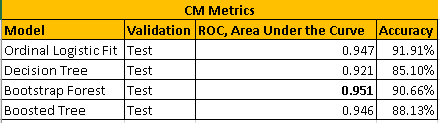 CM Metrics
Model Validation ROC, Area Under the Curve Accuracy
Ordinal Logistic Fit Test 0.947 91.91%
Decision Tree Test 0.921 85.10%
Bootstrap Forest Test 0.951 90.66%
Boosted Tree Test 0.946 88.13%